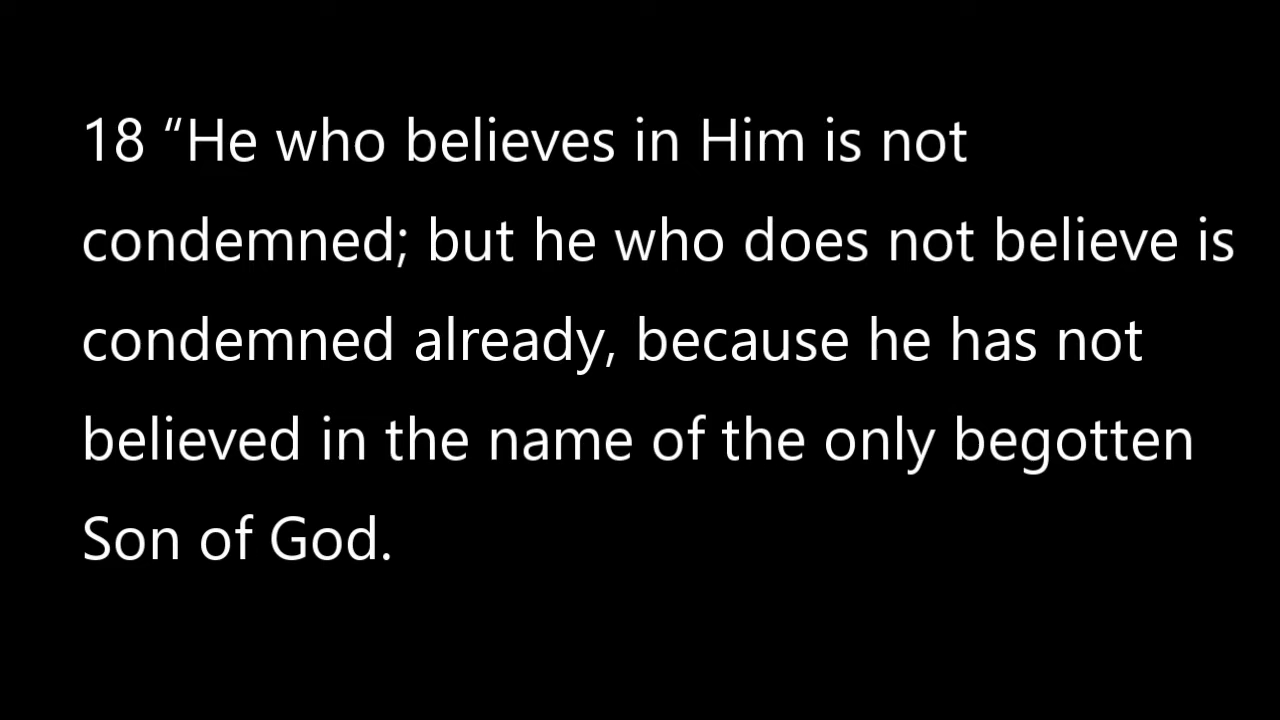 18 “He who believes in Him is not
condemned; but he who does not believe is
condemned already, because he has not
believed in the name of the only begotten
Son of God.